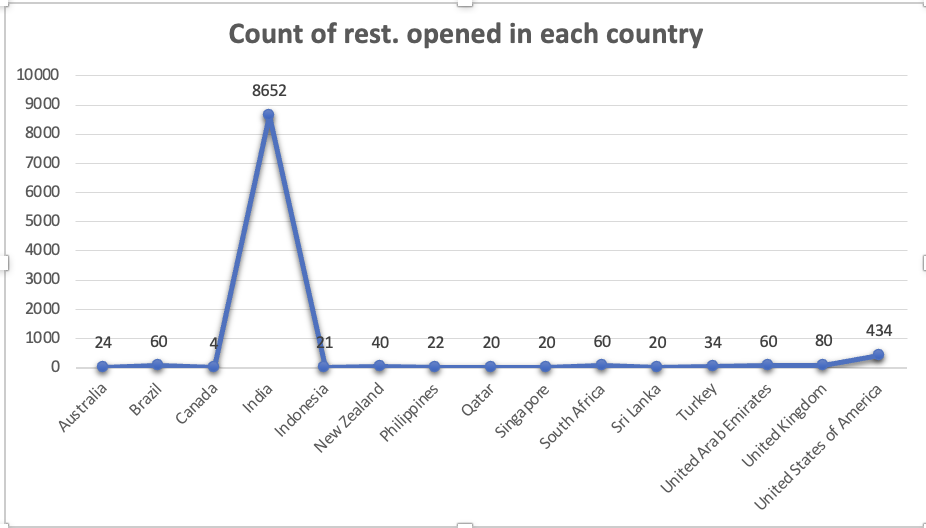 Count of rest. opened in each country
10000
9000
8000
7000
6000
5000
4000
3000
2000
1000
0
24
60
4
8652
21
40
22
20
20
60
20
34
60
80
434
Australia
Brazil
Canada
India
Indonesia
New Zealand
Philippines
Qatar
Singapore
South Africa
Sri Lanka
Turkey
United Arab Emirates
United Kingdom
United States of America